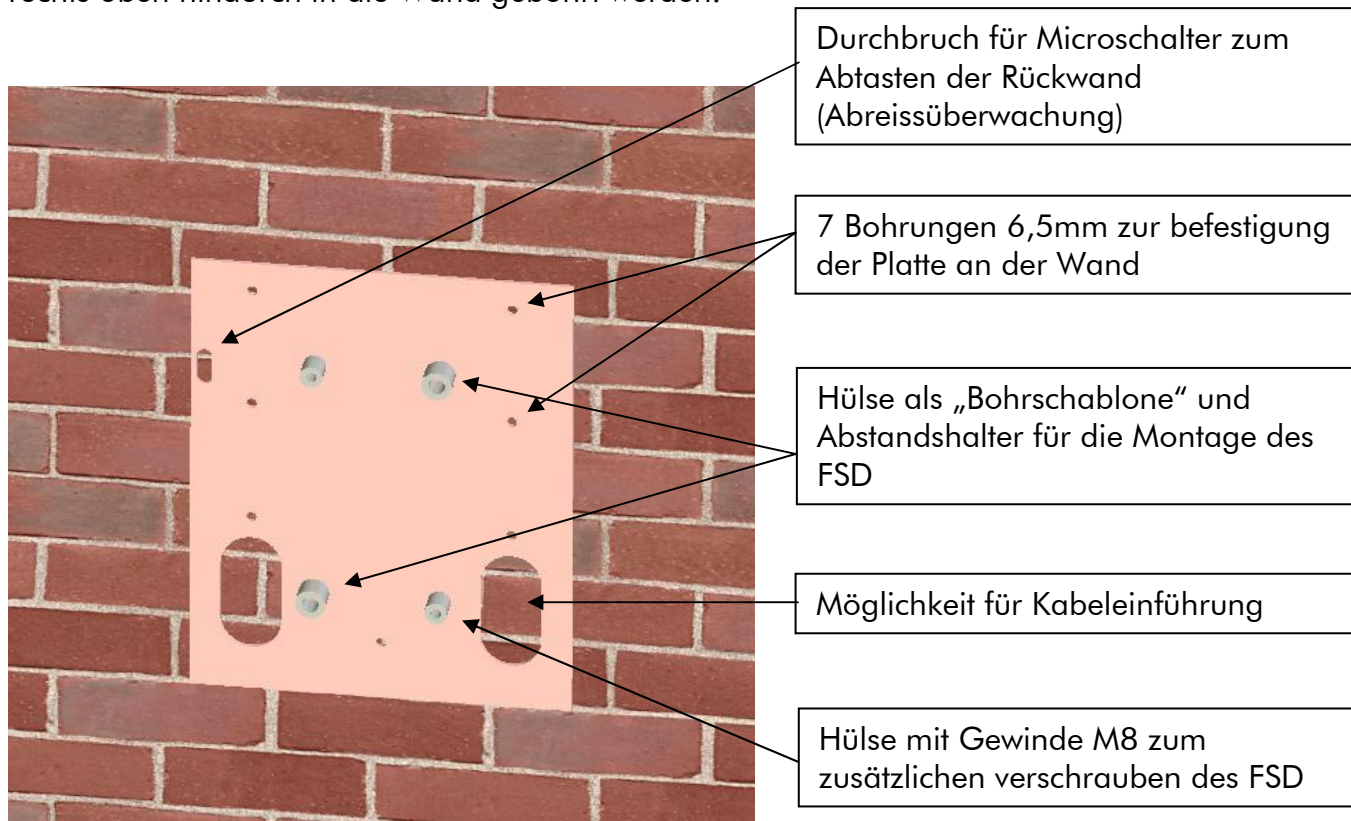 Durchbruch für Microschalter zum
Abtasten der Rückwand
(Abreissüberwachung)
7 Bohrungen 6,5mm zur befestigung
der Platte an der Wand
Hülse als „Bohrschablone“ und
Abstandshalter für die Montage des
FSD
Möglichkeit für Kabeleinführung
Hülse mit Gewinde M8 zum
zusätzlichen verschrauben des FSD